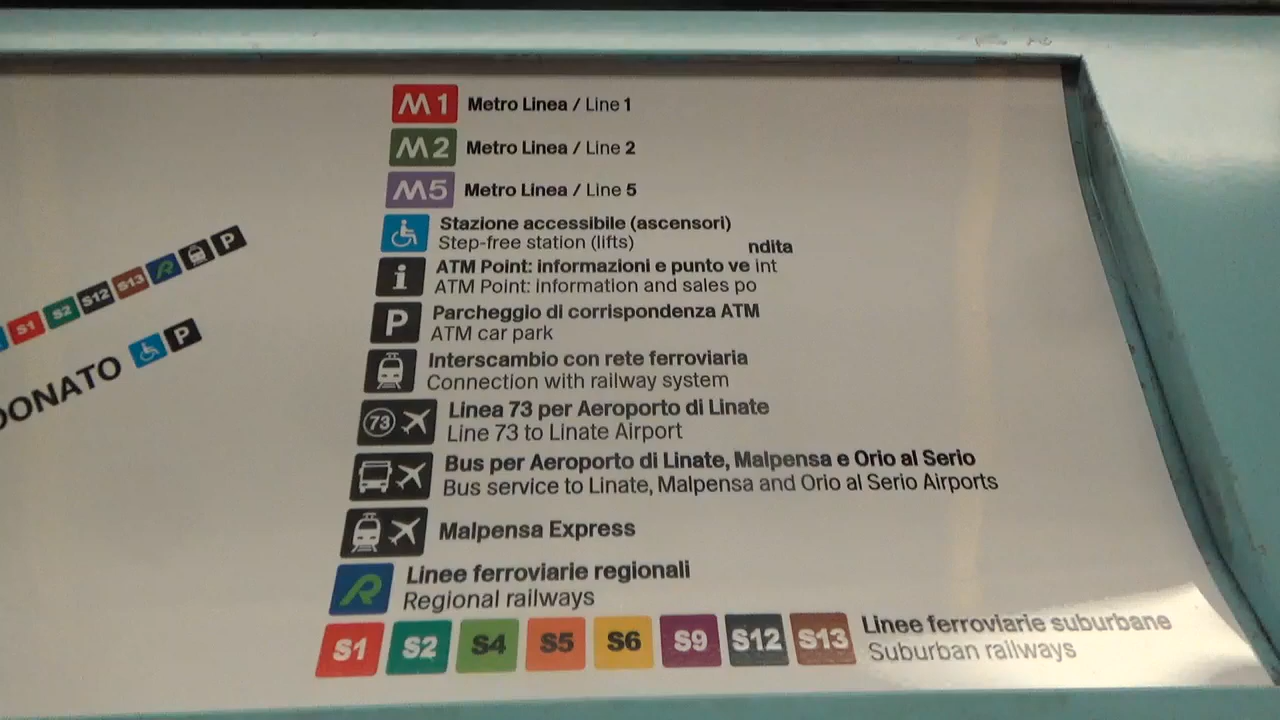 M1 Metro Linea / Line 1
M2 Metro Linea / Line 2
M5 Metro Linea / Line 5
Stazione accessibile (ascensori)
Step-free station (lifts)
ndita
i ATM Point: informazioni e punto ve int
ATM Point: information and sales po
P Parcheggio di corrispondenza ATM
ATM car park
Interscambio con rete ferroviaria
Connection with railway system
73 Linea 73 per Aeroporto di Linate
Line 73 to Linate Airport
Bus per Aeroporto di Linate, Malpensa e Orio al Serio
Bus service to Linate, Malpensa and Orio al Serio Airports
Malpensa Express
R Linee ferroviarie regionali
Regional railways
S1 S2 S4 S5 S6 S9 S12 S13 Linee ferroviarie suburbane
Suburban railways
S1 S2 S12 S13 R P
DONATO P